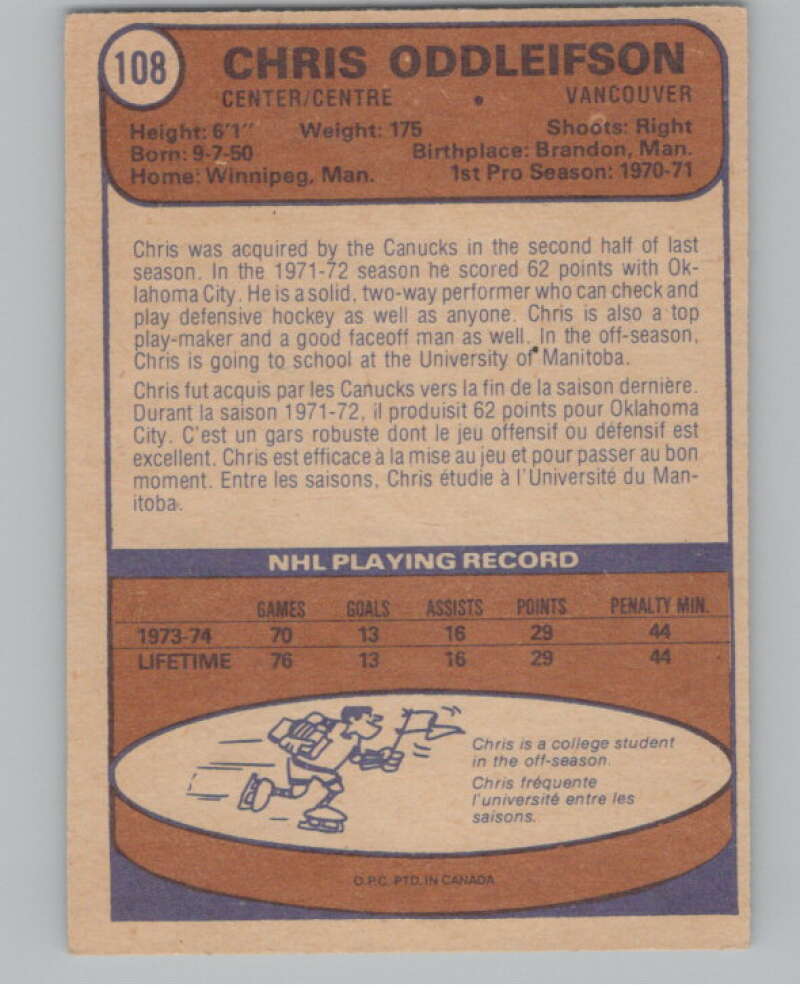 108
CHRIS ODDLEIFSON
CENTER/CENTRE • VANCOUVER
Height: 6'1" Weight: 175 Shoots: Right
Born: 9-7-50 Birthplace: Brandon, Man.
Home: Winnipeg, Man. 1st Pro Season: 1970-71
Chris was acquired by the Canucks in the second half of last
season. In the 1971-72 season he scored 62 points with Ok-
lahoma City. He is a solid, two-way performer who can check and
play defensive hockey as well as anyone. Chris is also a top
play-maker and a good faceoff man as well. In the off-season,
Chris is going to school at the University of Manitoba.
Chris fut acquis par les Canucks vers la fin de la saison dernière.
Durant la saison 1971-72, il produisit 62 points pour Oklahoma
City. C'est un gars robuste dont le jeu offensif ou défensif est
excellent. Chris est efficace à la mise au jeu et pour passer au bon
moment. Entre les saisons, Chris étudie à l'Université du Man-
itoba.
NHL PLAYING RECORD
GAMES GOALS ASSISTS POINTS PENALTY MIN.
1973-74 70 13 16 29 44
LIFETIME 76 13 16 29 44
Chris is a college student
in the off-season.
Chris fréquente
l'université entre les
saisons.
O.P.C. PTD. IN CANADA